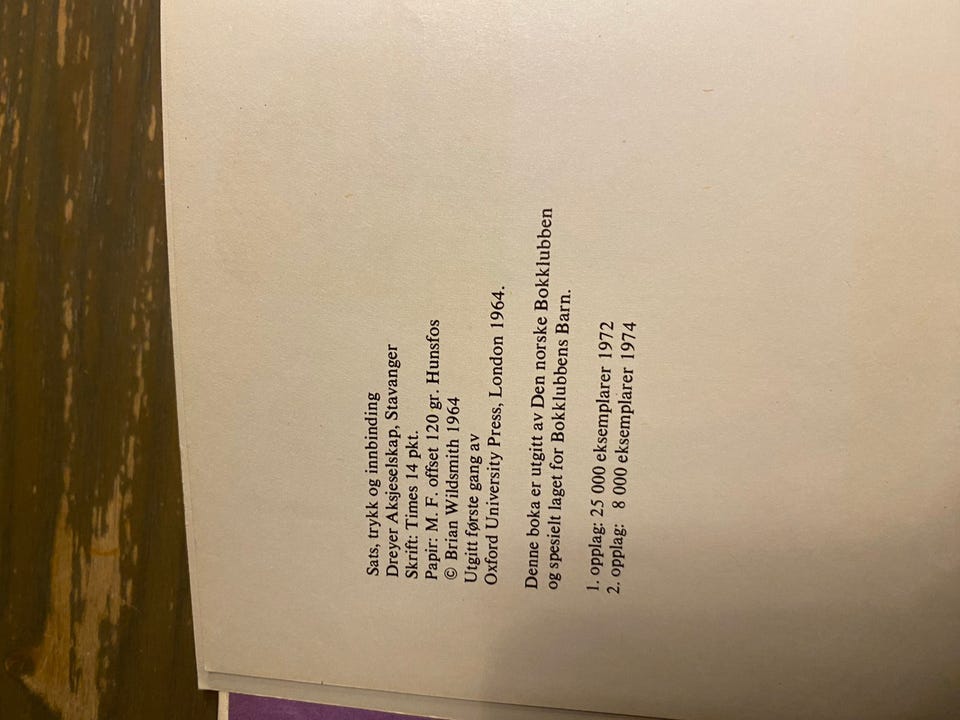 Sats, trykk og innbinding
Dreyer Aksjeselskap, Stavanger
Skrift: Times 14 pkt.
Papir: M. F. offset 120 gr. Hunsfos
© Brian Wildsmith 1964
Utgitt første gang av
Oxford University Press, London 1964.
Denne boka er utgitt av Den norske Bokklubben
og spesielt laget for Bokklubbens Barn.
1. opplag: 25 000 eksemplarer 1972
2. opplag: 8 000 eksemplarer 1974